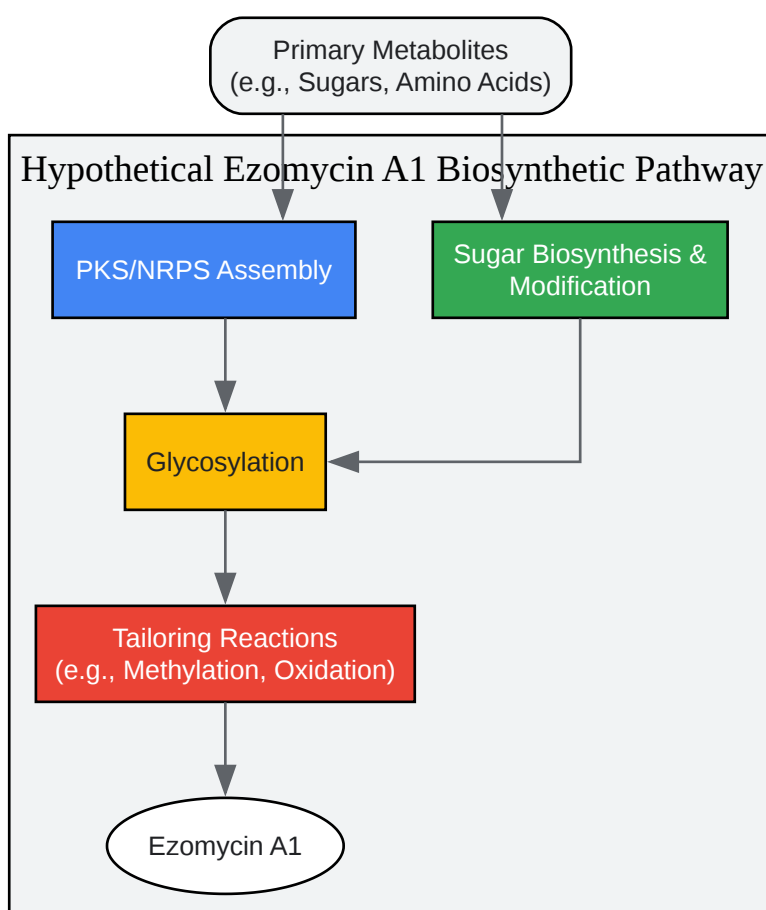 Primary Metabolites
(e.g., Sugars, Amino Acids)
Hypothetical Ezomycin A1 Biosynthetic Pathway
PKS/NRPS Assembly
Sugar Biosynthesis &
Modification
Glycosylation
Tailoring Reactions
(e.g., Methylation, Oxidation)
Ezomycin A1